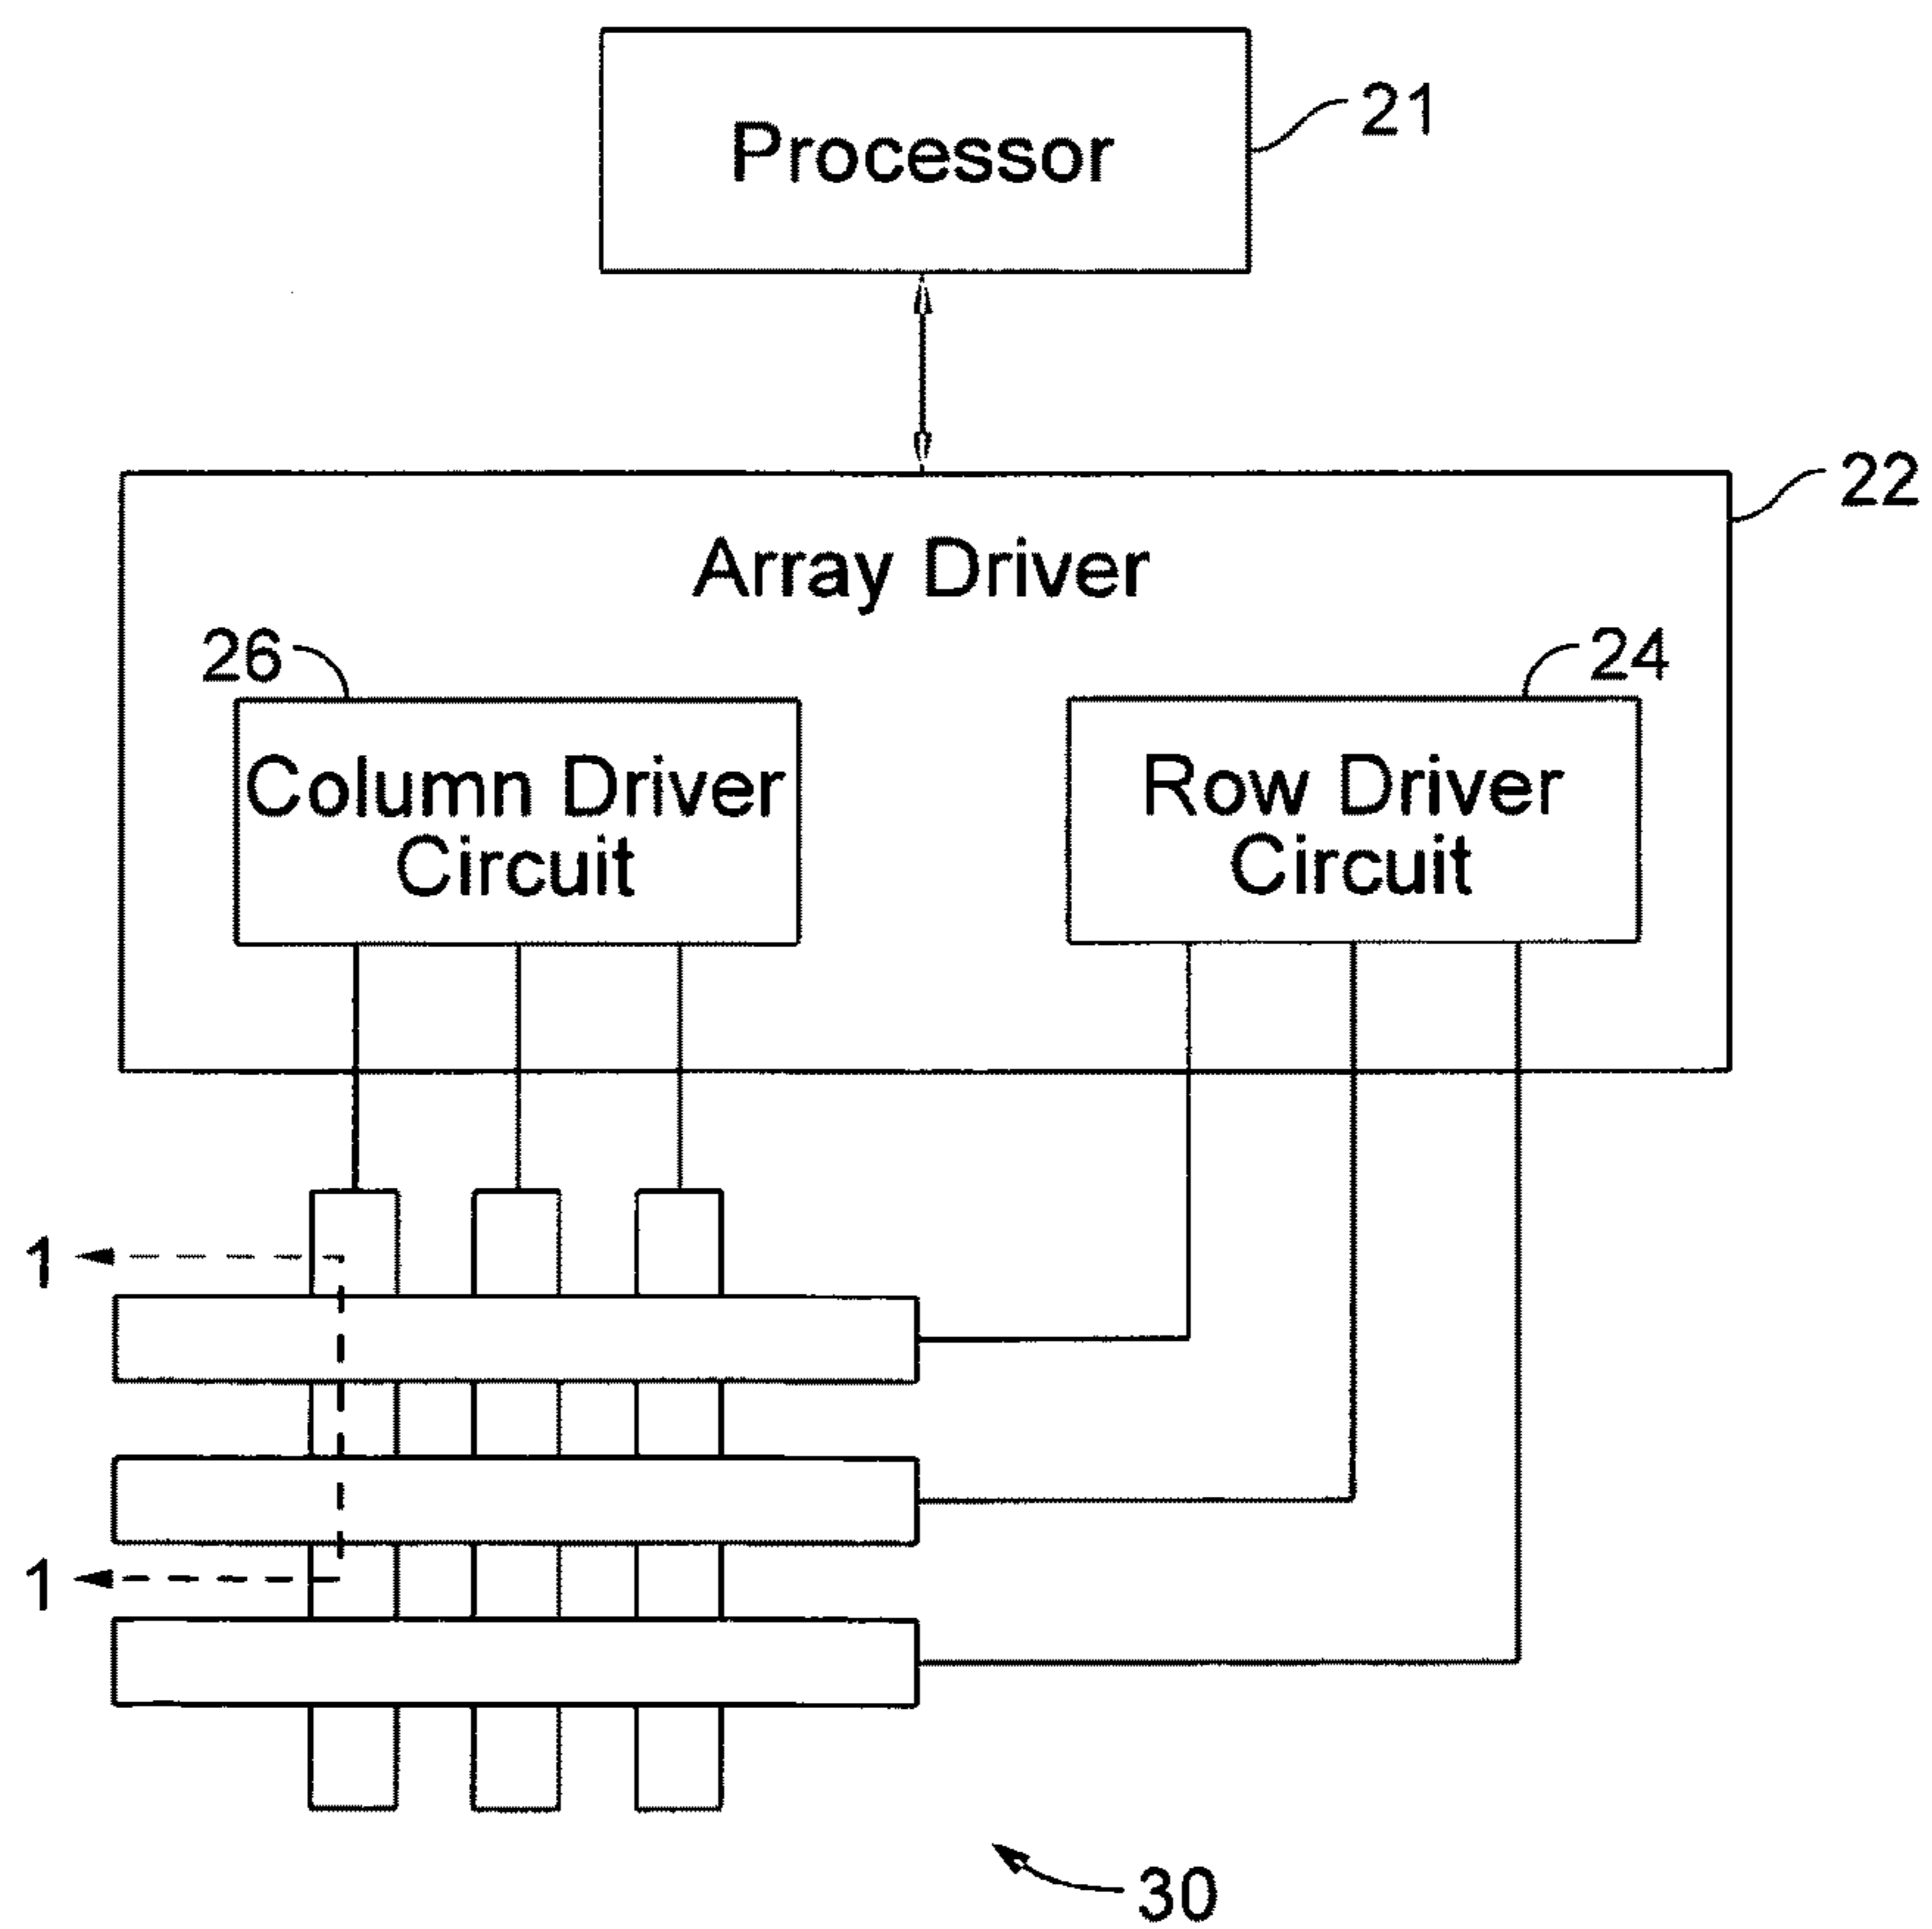 Processor
21
22
Array Driver
26
24
Column Driver
Circuit
Row Driver
Circuit
1
1
30